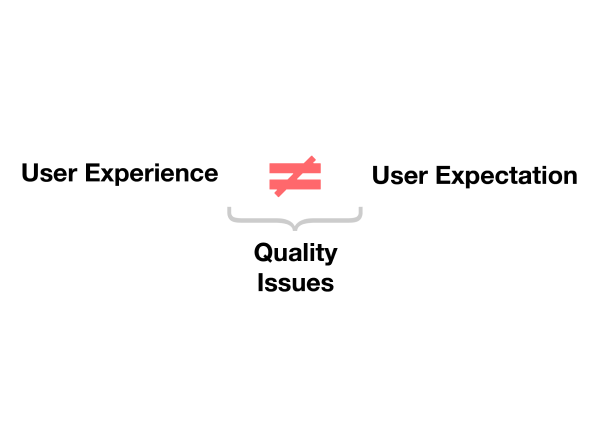 User Experience ≠ User Expectation
Quality
Issues